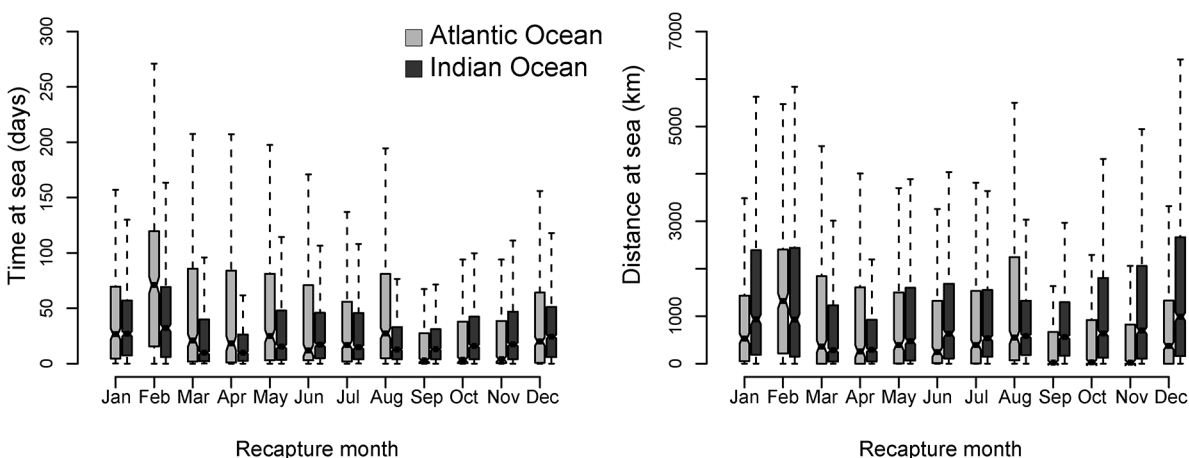 Atlantic Ocean
Indian Ocean
Time at sea (days)
300
250
200
150
100
50
0
Jan Feb Mar Apr May Jun Jul Aug Sep Oct Nov Dec
Recapture month
Distance at sea (km)
7000
5000
3000
1000
0
Jan Feb Mar Apr May Jun Jul Aug Sep Oct Nov Dec
Recapture month